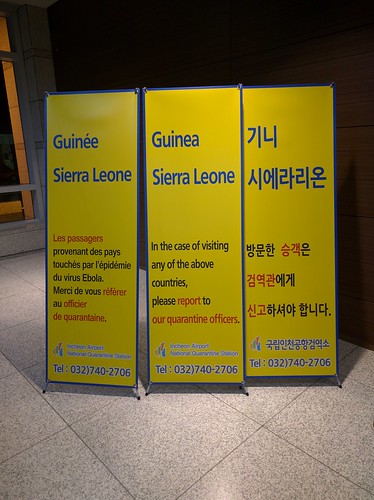 Guinée
Sierra Leone
Les passagers
provenant des pays
touchés par l'épidémie
du virus Ebola.
Merci de vous référer
au officier
de quarantaine.
Incheon Airport
National Quarantine Station
Tel : 032)740-2706
Guinea
Sierra Leone
In the case of visiting
any of the above
countries,
please report to
our quarantine officers.
Incheon Airport
National Quarantine Station
Tel : 032)740-2706
기니
시에라리온
방문한 승객은
검역관에게
신고하셔야 합니다.
국립인천공항검역소
Tel : 032)740-2706